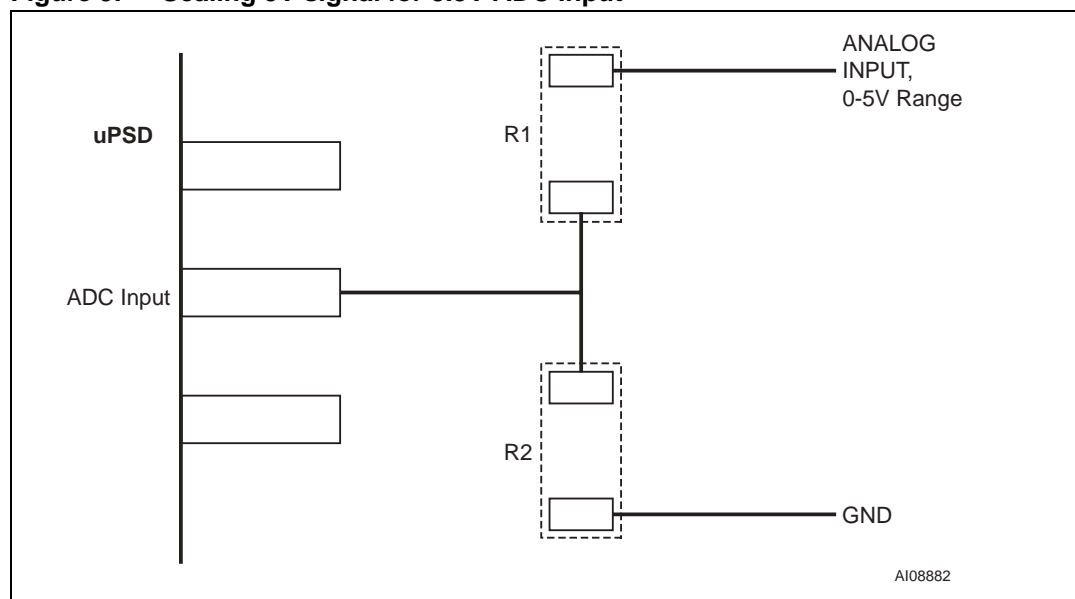 ANALOG
INPUT,
0-5V Range
uPSD
R1
ADC Input
R2
GND
AI08882